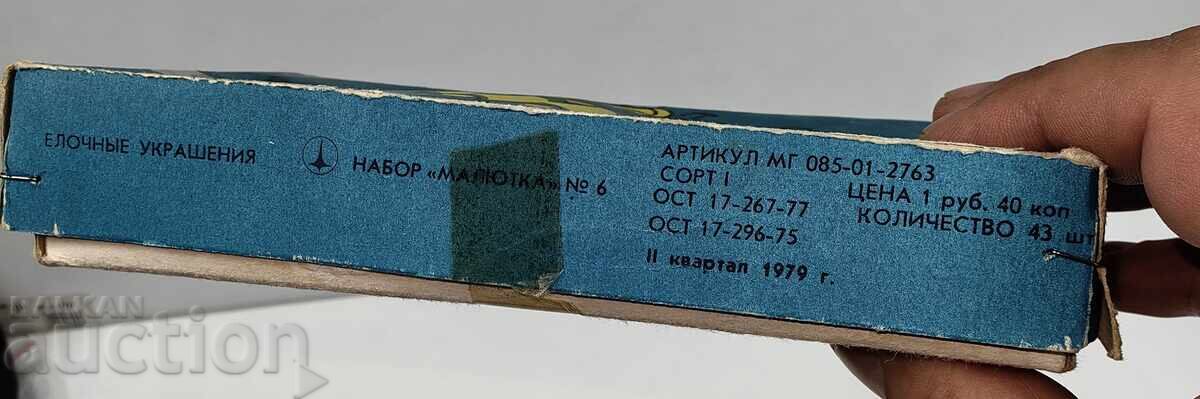 ЕЛОЧНЫЕ УКРАШЕНИЯ
НАБОР «МАЛЮТКА» № 6
АРТИКУЛ МГ 085-01-2763
СОРТ I
ЦЕНА 1 руб. 40 коп
ОСТ 17-267-77
КОЛИЧЕСТВО 43 шт
ОСТ 17-296-75
II квартал 1979 г.
БАЛКАН
auction